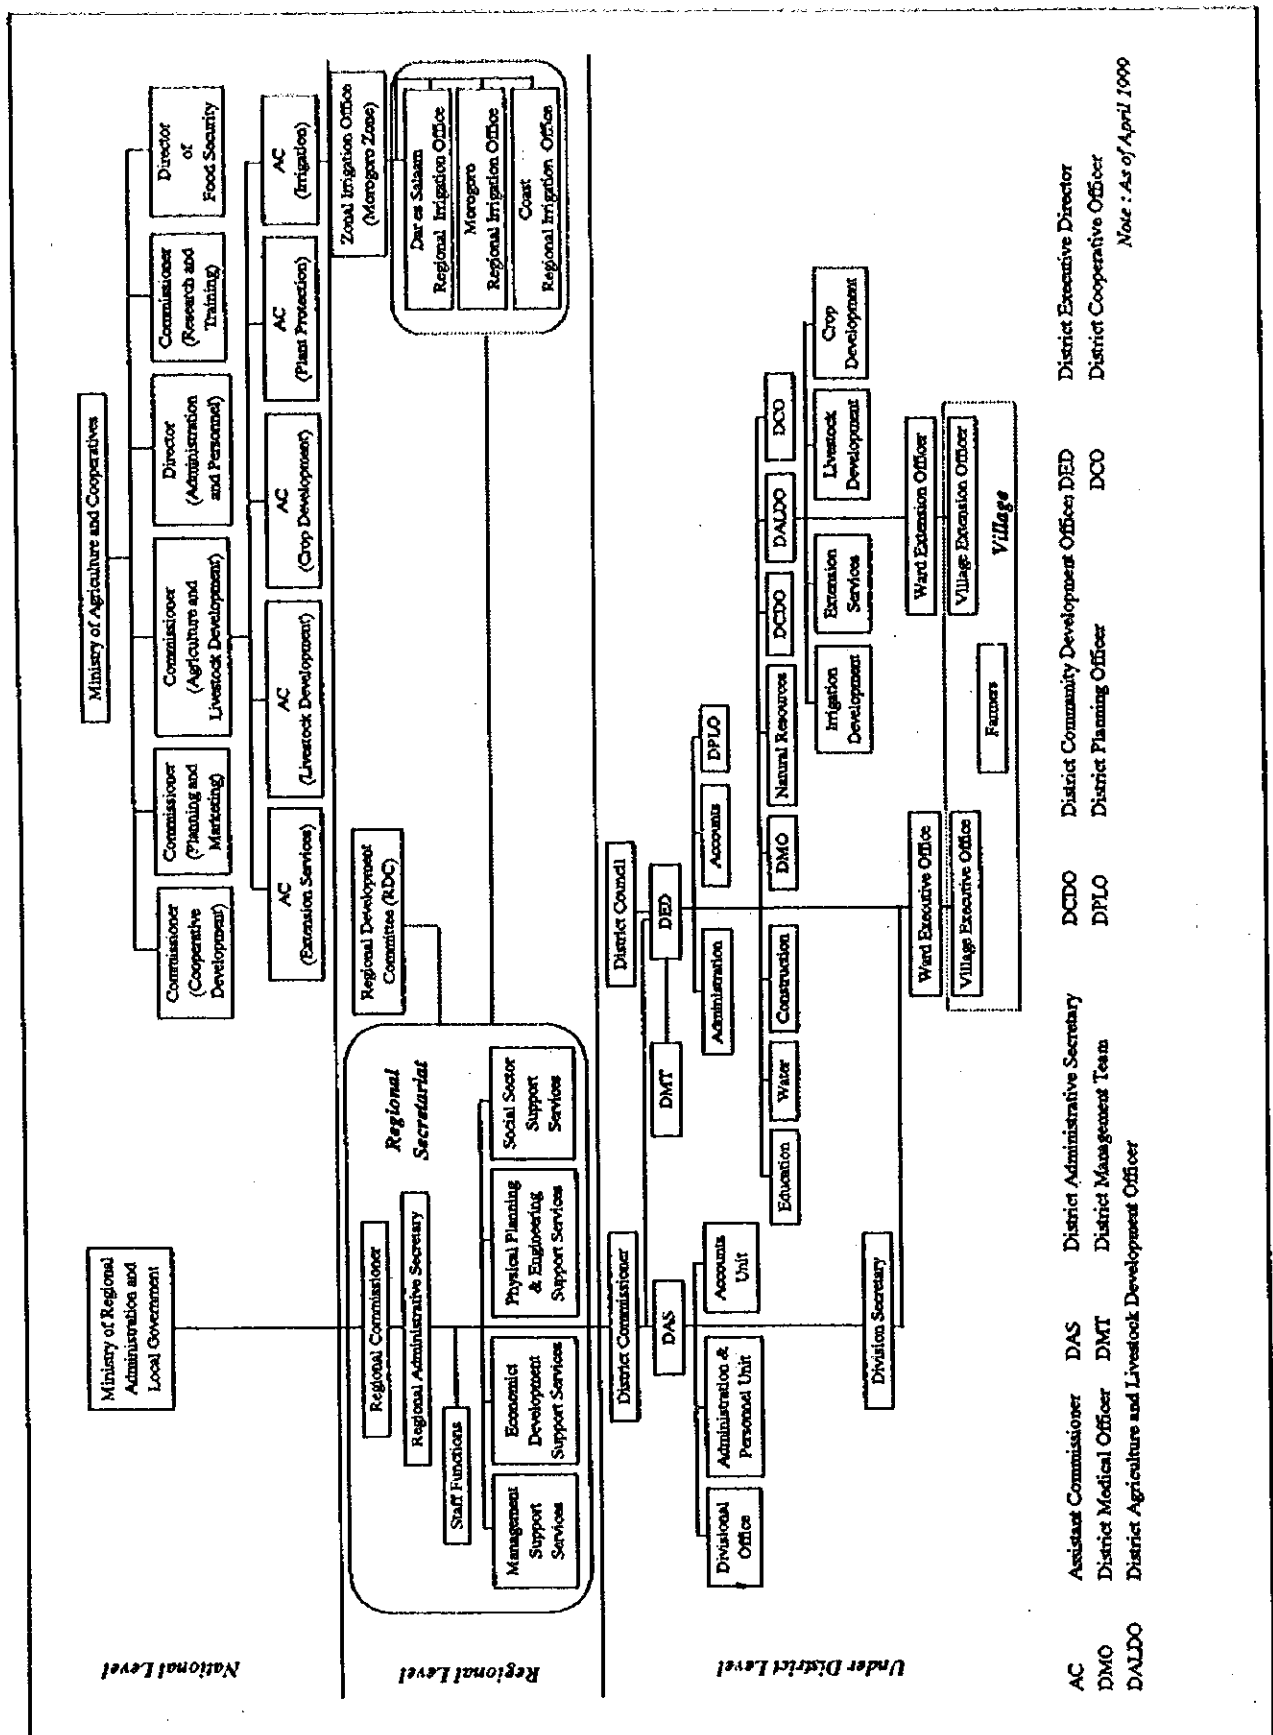 National Level
Ministry of Regional
Administration and
Local Government
Ministry of Agriculture and Cooperatives
Commissioner
(Cooperative
Development)
Commissioner
(Planning and
Marketing)
Commissioner
(Agriculture and
Livestock Development)
Director
(Administration
and Personnel)
Commissioner
(Research and
Training)
Director
of
Food Security
AC
(Extension Services)
AC
(Livestock Development)
AC
(Crop Development)
AC
(Plant Protection)
AC
(Irrigation)
Regional Level
Regional Commissioner
Regional Administrative Secretary
Staff Functions
Regional
Secretariat
Management
Support
Services
Economict
Development
Support Services
Physical Planning
& Engineering
Support Services
Social Sector
Support
Services
Regional Development
Committee (RDC)
Zonal Irrigation Office
(Morogoro Zone)
Dar es Salaam
Regional Irrigation Office
Morogoro
Regional Irrigation Office
Coast
Regional Irrigation Office
Under District Level
District Commissioner
District Council
DAS
DMT
DED
Divisional
Office
Administration &
Personnel Unit
Accounts
Unit
Administration
Accounts
DPLO
Education
Water
Construction
DMO
Natural Resources
DCDO
DALDO
DCO
Irrigation
Development
Extension
Services
Livestock
Development
Crop
Development
Division Secretary
Ward Executive Office
Ward Extension Officer
Village Executive Office
Village Extension Officer
Farmers
Village
AC Assistant Commissioner DAS District Administrative Secretary DCDO District Community Development Officer DED District Executive Director
DMO District Medical Officer DMT District Management Team DPLO District Planning Officer DCO District Cooperative Officer
DALDO District Agriculture and Livestock Development Officer
Note : As of April 1999